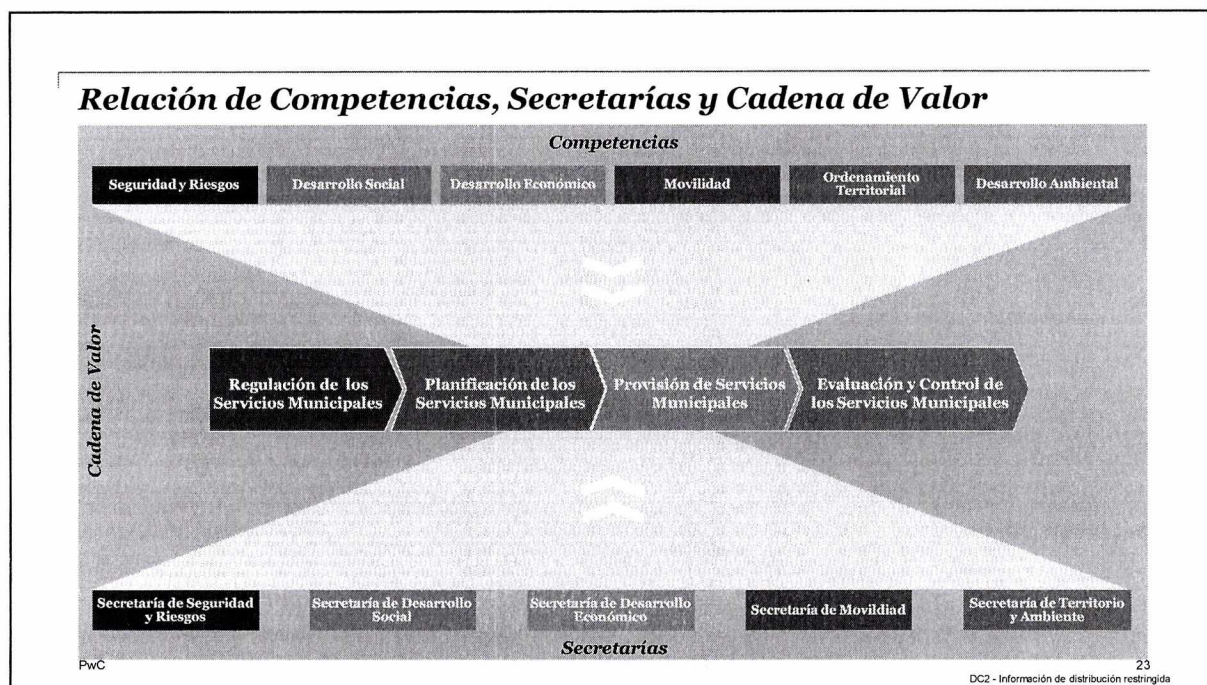 Relación de Competencias, Secretarías y Cadena de Valor
Competencias
Seguridad y Riesgos
Desarrollo Social
Desarrollo Económico
Movilidad
Ordenamiento
Territorial
Desarrollo Ambiental
Cadena de Valor
Regulación de los
Servicios Municipales
Planificación de los
Servicios Municipales
Provisión de Servicios
Municipales
Evaluación y Control de
los Servicios Municipales
Secretaría de Seguridad
y Riesgos
Secretaría de Desarrollo
Social
Secretaría de Desarrollo
Económico
Secretaría de Movildiad
Secretaría de Territorio
y Ambiente
Secretarías
PwC
23
DC2 - Información de distribución restringida